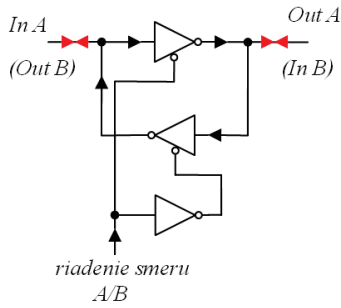 In A
(Out B)
Out A
(In B)
riadenie smeru
A/B